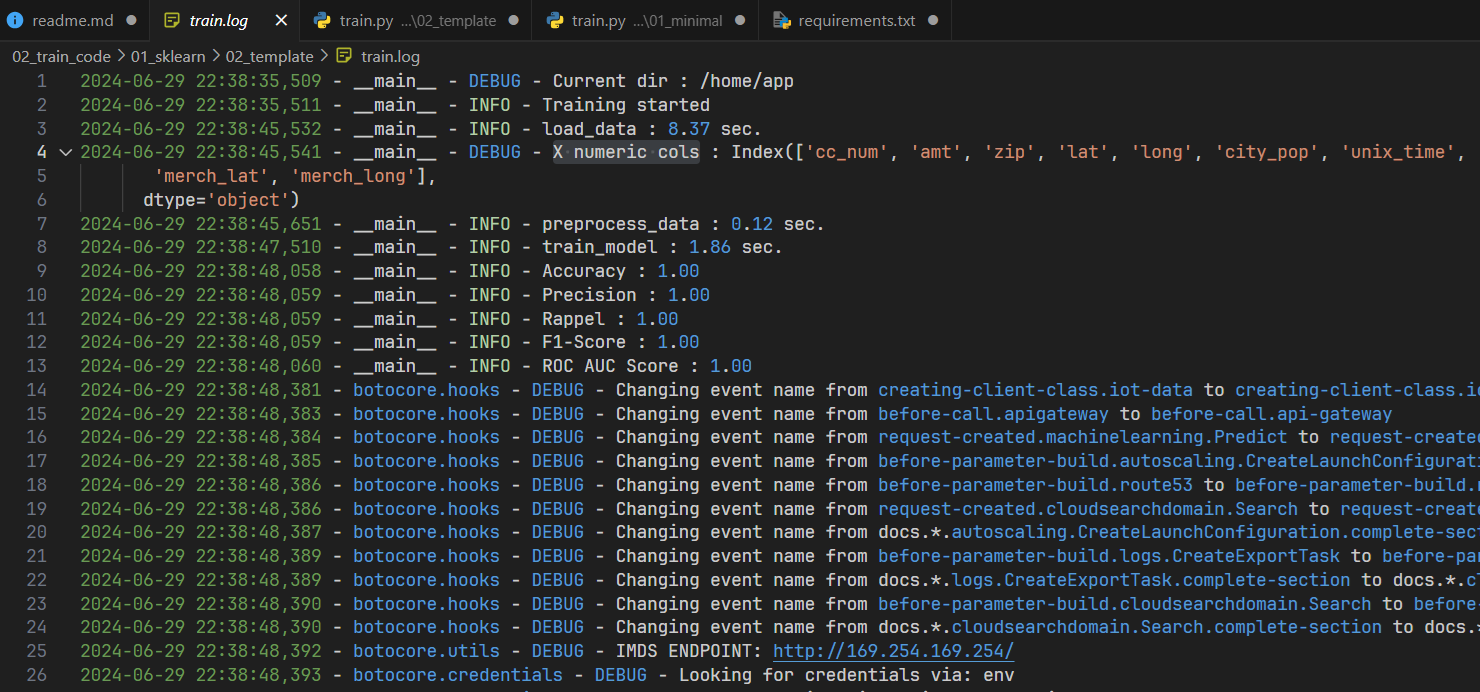 readme.md ● train.log × train.py ...\02_template ● train.py ...\01_minimal ● requirements.txt ●
02_train_code > 01_sklearn > 02_template > train.log
1 2024-06-29 22:38:35,509 - __main__ - DEBUG - Current dir : /home/app
2 2024-06-29 22:38:35,511 - __main__ - INFO - Training started
3 2024-06-29 22:38:45,532 - __main__ - INFO - load_data : 8.37 sec.
4 2024-06-29 22:38:45,541 - __main__ - DEBUG - X numeric cols : Index(['cc_num', 'amt', 'zip', 'lat', 'long', 'city_pop', 'unix_time',
5 'merch_lat', 'merch_long'],
6 dtype='object')
7 2024-06-29 22:38:45,651 - __main__ - INFO - preprocess_data : 0.12 sec.
8 2024-06-29 22:38:47,510 - __main__ - INFO - train_model : 1.86 sec.
9 2024-06-29 22:38:48,058 - __main__ - INFO - Accuracy : 1.00
10 2024-06-29 22:38:48,059 - __main__ - INFO - Precision : 1.00
11 2024-06-29 22:38:48,059 - __main__ - INFO - Rappel : 1.00
12 2024-06-29 22:38:48,059 - __main__ - INFO - F1-Score : 1.00
13 2024-06-29 22:38:48,060 - __main__ - INFO - ROC AUC Score : 1.00
14 2024-06-29 22:38:48,381 - botocore.hooks - DEBUG - Changing event name from creating-client-class.iot-data to creating-client-class.io
15 2024-06-29 22:38:48,383 - botocore.hooks - DEBUG - Changing event name from before-call.apigateway to before-call.api-gateway
16 2024-06-29 22:38:48,384 - botocore.hooks - DEBUG - Changing event name from request-created.machinelearning.Predict to request-created
17 2024-06-29 22:38:48,385 - botocore.hooks - DEBUG - Changing event name from before-parameter-build.autoscaling.CreateLaunchConfigurati
18 2024-06-29 22:38:48,386 - botocore.hooks - DEBUG - Changing event name from before-parameter-build.route53 to before-parameter-build.r
19 2024-06-29 22:38:48,386 - botocore.hooks - DEBUG - Changing event name from request-created.cloudsearchdomain.Search to request-create
20 2024-06-29 22:38:48,387 - botocore.hooks - DEBUG - Changing event name from docs.*.autoscaling.CreateLaunchConfiguration.complete-sect
21 2024-06-29 22:38:48,389 - botocore.hooks - DEBUG - Changing event name from before-parameter-build.logs.CreateExportTask to before-par
22 2024-06-29 22:38:48,389 - botocore.hooks - DEBUG - Changing event name from docs.*.logs.CreateExportTask.complete-section to docs.*.cl
23 2024-06-29 22:38:48,390 - botocore.hooks - DEBUG - Changing event name from before-parameter-build.cloudsearchdomain.Search to before-
24 2024-06-29 22:38:48,390 - botocore.hooks - DEBUG - Changing event name from docs.*.cloudsearchdomain.Search.complete-section to docs.*
25 2024-06-29 22:38:48,392 - botocore.utils - DEBUG - IMDS ENDPOINT: http://169.254.169.254/
26 2024-06-29 22:38:48,393 - botocore.credentials - DEBUG - Looking for credentials via: env